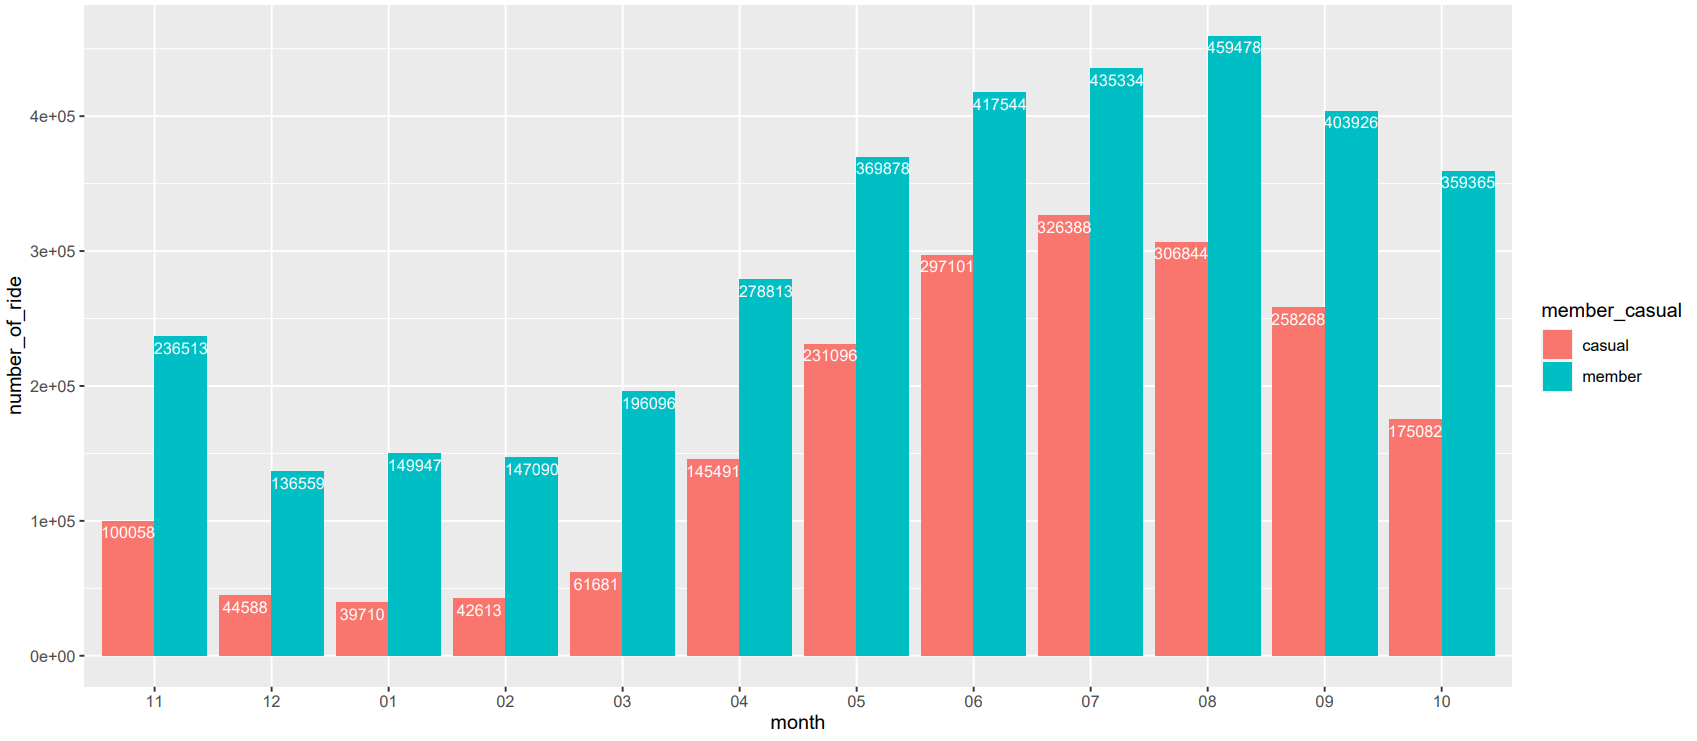 number_of_ride
4e+05
3e+05
2e+05
1e+05
0e+00
100058
236513
44588
136559
39710
149947
42613
147090
61681
196096
145491
278813
231096
369878
297101
417544
326388
435334
306844
459478
258268
403926
175082
359365
11 12 01 02 03 04 05 06 07 08 09 10
month
member_casual
casual
member